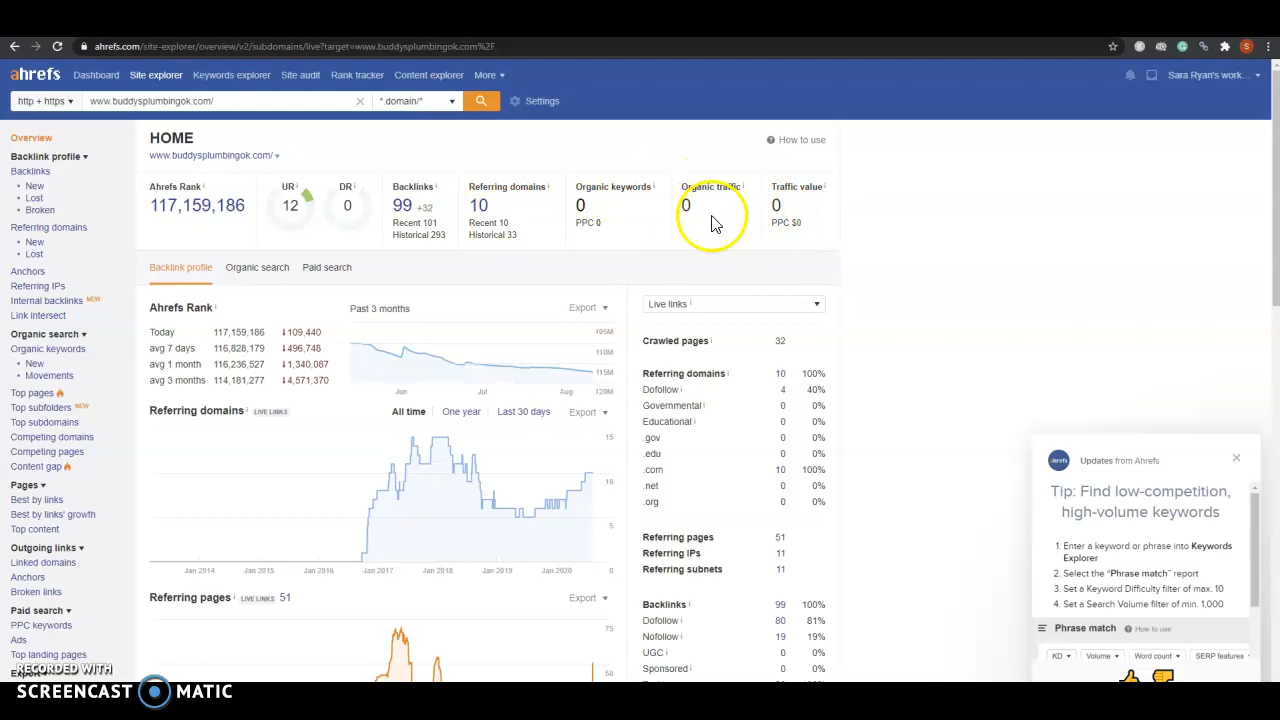 ahrefs.com/site-explorer/overview/v2/subdomains/live?target=www.buddysplumbingok.com%2F
S
ahrefs Dashboard Site explorer Keywords explorer Site audit Rank tracker Content explorer More Sara Ryan's work...
http + https www.buddysplumbingok.com/ *.domain/* Settings
Overview
Backlink profile
Backlinks
• New
• Lost
• Broken
Referring domains
• New
• Lost
Anchors
Referring IPs
Internal backlinks NEW
Link intersect
Organic search
Organic keywords
• New
• Movements
Top pages
Top subfolders NEW
Top subdomains
Competing domains
Competing pages
Content gap
Pages
Best by links
Best by links' growth
Top content
Outgoing links
Linked domains
Anchors
Broken links
Paid search
PPC keywords
Ads
Top landing pages
Export
HOME
How to use
www.buddysplumbingok.com/
Ahrefs Rank
117,159,186
UR
12
DR
0
Backlinks
99 +32
Recent 101
Historical 293
Referring domains
10
Recent 10
Historical 33
Organic keywords
0
PPC 0
Organic traffic
0
Traffic value
0
PPC $0
Backlink profile Organic search Paid search
Ahrefs Rank Past 3 months Export
Today 117,159,186 ↓109,440
avg 7 days 116,828,179 ↓496,748
avg 1 month 116,236,527 ↓1,340,087
avg 3 months 114,181,277 ↓4,571,370
105M
110M
115M
120M
Jun Jul Aug
Referring domains LIVE LINKS All time One year Last 30 days Export
15
10
5
0
Jan 2014 Jan 2015 Jan 2016 Jan 2017 Jan 2018 Jan 2019 Jan 2020
Referring pages LIVE LINKS 51 Export
75
50
Live links
Crawled pages 32
Referring domains 10 100%
Dofollow 4 40%
Governmental 0 0%
Educational 0 0%
.gov 0 0%
.edu 0 0%
.com 10 100%
.net 0 0%
.org 0 0%
Referring pages 51
Referring IPs 11
Referring subnets 11
Backlinks 99 100%
Dofollow 80 81%
Nofollow 19 19%
UGC 0 0%
Sponsored 0 0%
ahrefs Updates from Ahrefs
Tip: Find low-competition,
high-volume keywords
1. Enter a keyword or phrase into Keywords
Explorer
2. Select the "Phrase match" report
3. Set a Keyword Difficulty filter of max. 10
4. Set a Search Volume filter of min. 1,000
Phrase match How to use
KD Volume Word count SERP features
RECORDED WITH
SCREENCAST MATIC